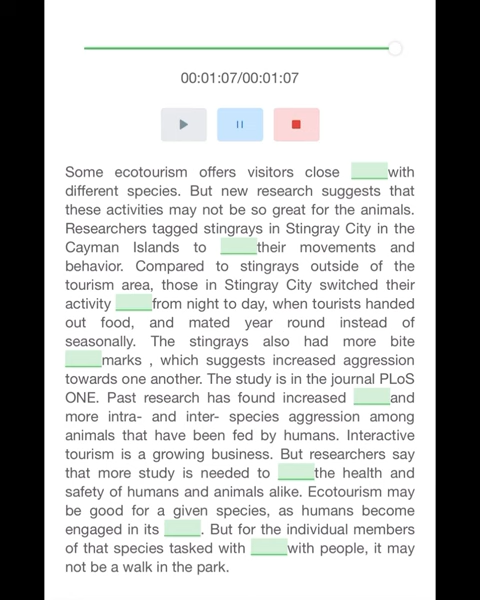 00:01:07/00:01:07
Some ecotourism offers visitors close with
different species. But new research suggests that
these activities may not be so great for the animals.
Researchers tagged stingrays in Stingray City in the
Cayman Islands to their movements and
behavior. Compared to stingrays outside of the
tourism area, those in Stingray City switched their
activity from night to day, when tourists handed
out food, and mated year round instead of
seasonally. The stingrays also had more bite
marks , which suggests increased aggression
towards one another. The study is in the journal PLoS
ONE. Past research has found increased and
more intra- and inter- species aggression among
animals that have been fed by humans. Interactive
tourism is a growing business. But researchers say
that more study is needed to the health and
safety of humans and animals alike. Ecotourism may
be good for a given species, as humans become
engaged in its . But for the individual members
of that species tasked with with people, it may
not be a walk in the park.